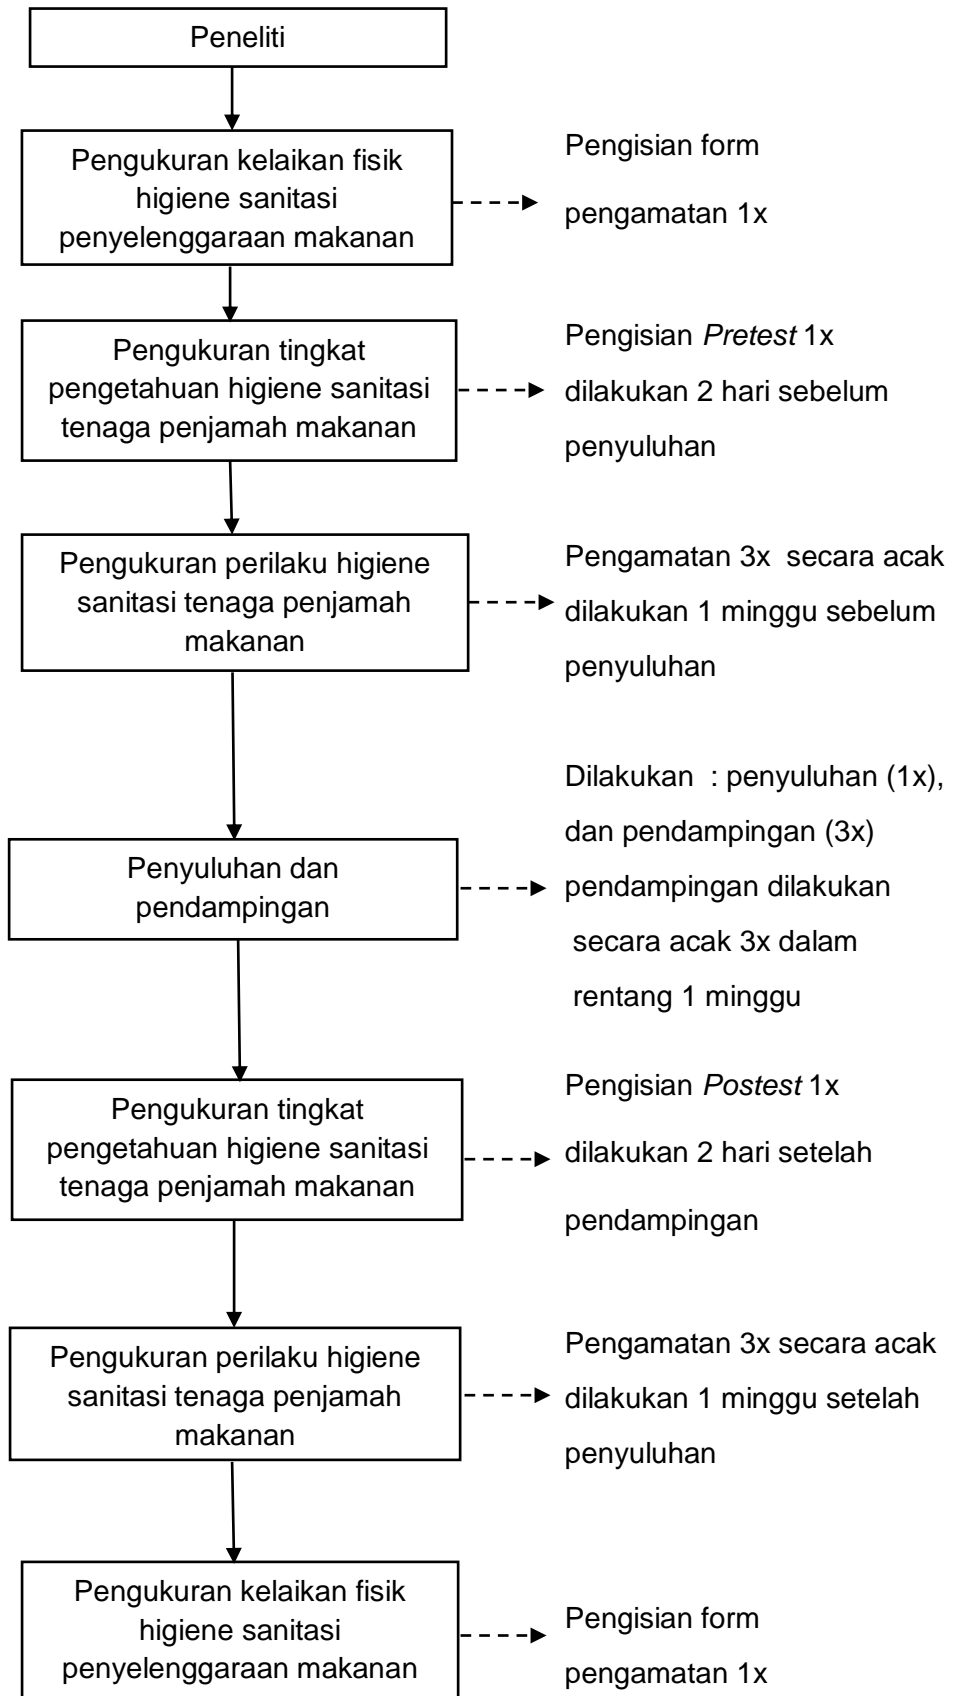 Peneliti
Pengukuran kelaikan fisik
higiene sanitasi
penyelenggaraan makanan
Pengisian form
pengamatan 1x
Pengukuran tingkat
pengetahuan higiene sanitasi
tenaga penjamah makanan
Pengisian Pretest 1x
dilakukan 2 hari sebelum
penyuluhan
Pengukuran perilaku higiene
sanitasi tenaga penjamah
makanan
Pengamatan 3x secara acak
dilakukan 1 minggu sebelum
penyuluhan
Penyuluhan dan
pendampingan
Dilakukan : penyuluhan (1x),
dan pendampingan (3x)
pendampingan dilakukan
secara acak 3x dalam
rentang 1 minggu
Pengukuran tingkat
pengetahuan higiene sanitasi
tenaga penjamah makanan
Pengisian Postest 1x
dilakukan 2 hari setelah
pendampingan
Pengukuran perilaku higiene
sanitasi tenaga penjamah
makanan
Pengamatan 3x secara acak
dilakukan 1 minggu setelah
penyuluhan
Pengukuran kelaikan fisik
higiene sanitasi
penyelenggaraan makanan
Pengisian form
pengamatan 1x